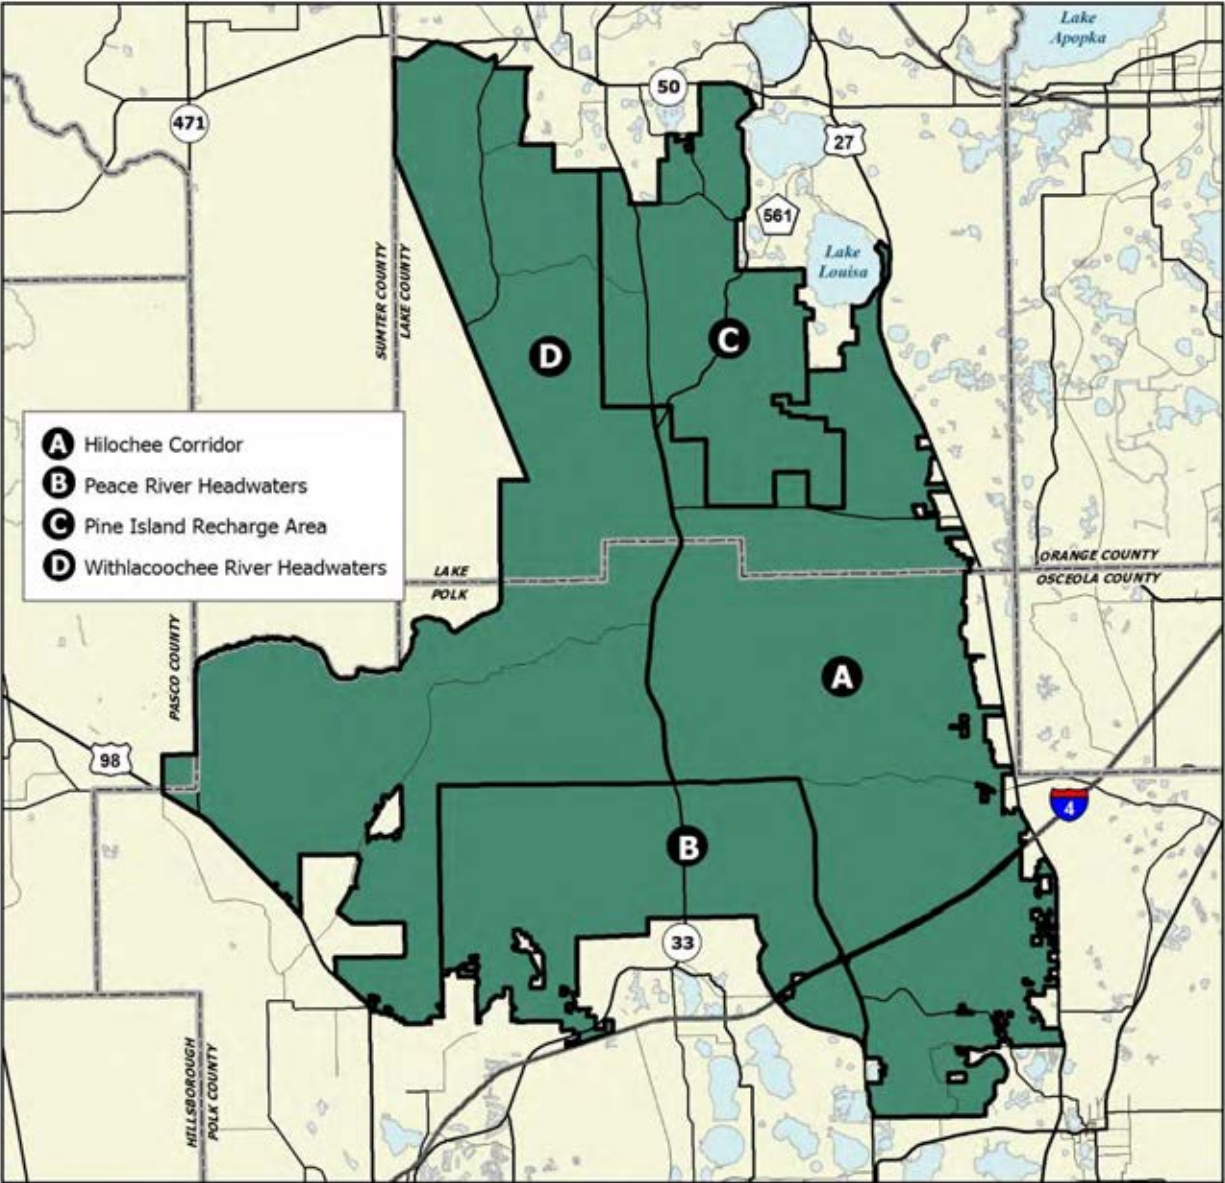 Lake
Apopka
50
471
27
561
SUMTER COUNTY
LAKE COUNTY
Lake
Louisa
D
C
A Hilochee Corridor
B Peace River Headwaters
C Pine Island Recharge Area
D Withlacoochee River Headwaters
LAKE
POLK
ORANGE COUNTY
OSCEOLA COUNTY
PASCO COUNTY
A
98
4
B
33
HILLSBOROUGH
POLK COUNTY